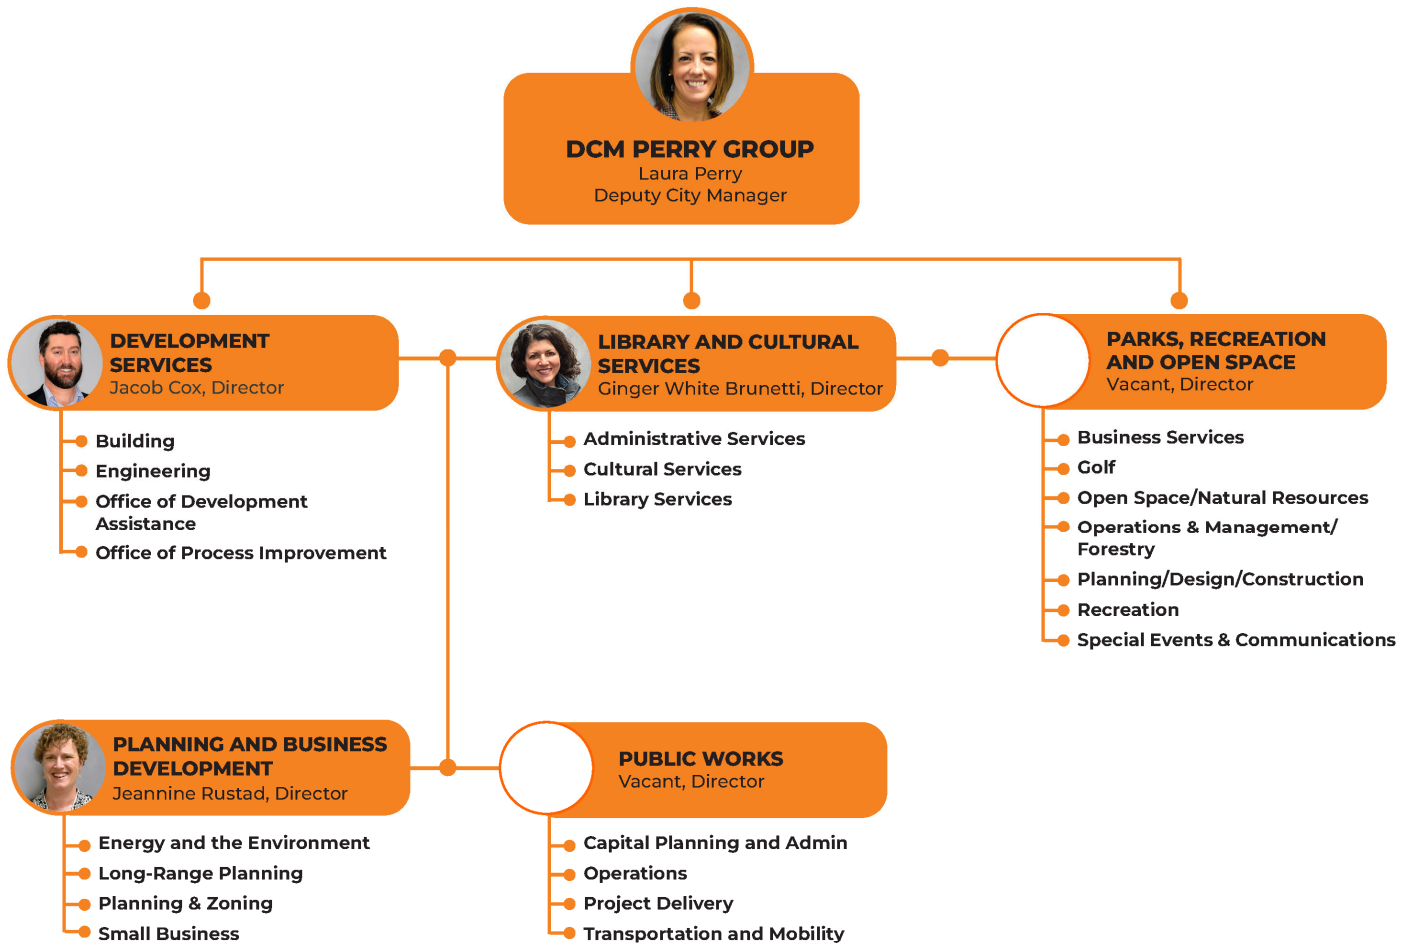 DCM PERRY GROUP
Laura Perry
Deputy City Manager
DEVELOPMENT
SERVICES
Jacob Cox, Director
Building
Engineering
Office of Development
Assistance
Office of Process Improvement
LIBRARY AND CULTURAL
SERVICES
Ginger White Brunetti, Director
Administrative Services
Cultural Services
Library Services
PARKS, RECREATION
AND OPEN SPACE
Vacant, Director
Business Services
Golf
Open Space/Natural Resources
Operations & Management/
Forestry
Planning/Design/Construction
Recreation
Special Events & Communications
PLANNING AND BUSINESS
DEVELOPMENT
Jeannine Rustad, Director
Energy and the Environment
Long-Range Planning
Planning & Zoning
Small Business
PUBLIC WORKS
Vacant, Director
Capital Planning and Admin
Operations
Project Delivery
Transportation and Mobility